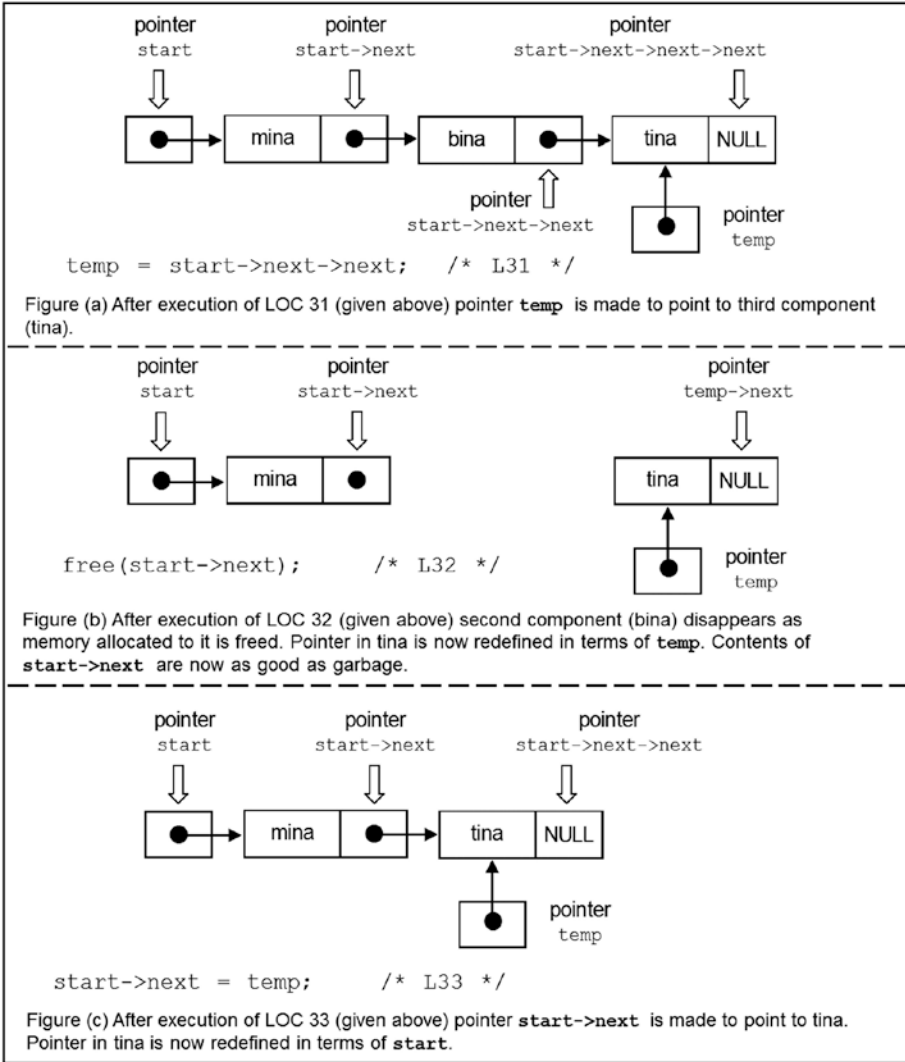 pointer pointer pointer
start start->next start->next->next->next
mina bina tina NULL
pointer pointer
start->next->next temp
temp = start->next->next; /* L31 */
Figure (a) After execution of LOC 31 (given above) pointer temp is made to point to third component
(tina).
pointer pointer pointer
start start->next temp->next
mina tina NULL
free(start->next); /* L32 */ pointer
temp
Figure (b) After execution of LOC 32 (given above) second component (bina) disappears as
memory allocated to it is freed. Pointer in tina is now redefined in terms of temp. Contents of
start->next are now as good as garbage.
pointer pointer pointer
start start->next start->next->next
mina tina NULL
pointer
temp
start->next = temp; /* L33 */
Figure (c) After execution of LOC 33 (given above) pointer start->next is made to point to tina.
Pointer in tina is now redefined in terms of start.